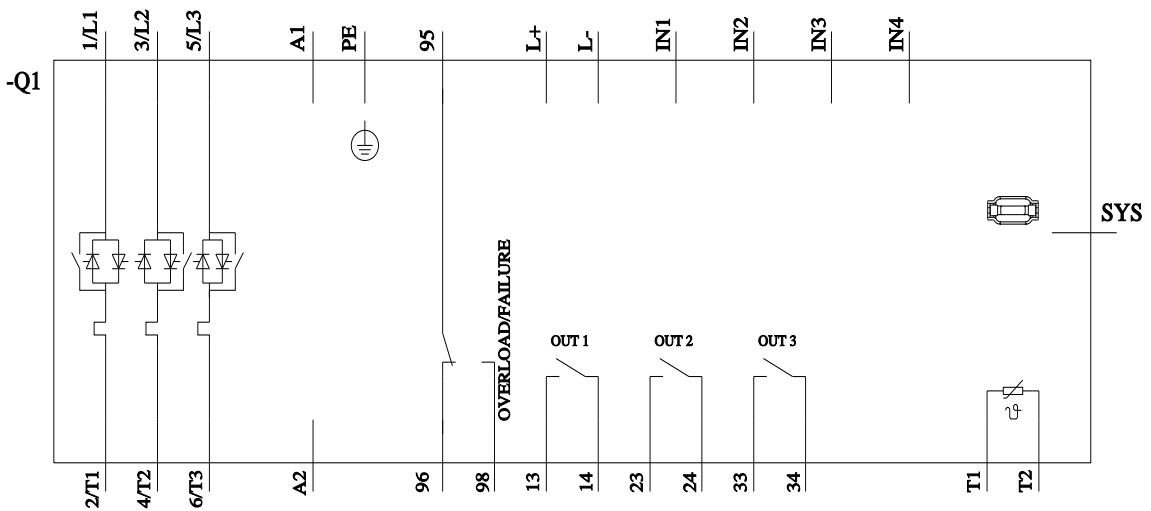 1/L1
3/L2
5/L3
A1
PE
95
L+
L-
IN1
IN2
IN3
IN4
-Q1
SYS
OVERLOAD/FAILURE
OUT 1
OUT 2
OUT 3
ϑ
2/T1
4/T2
6/T3
A2
96
98
13
14
23
24
33
34
T1
T2